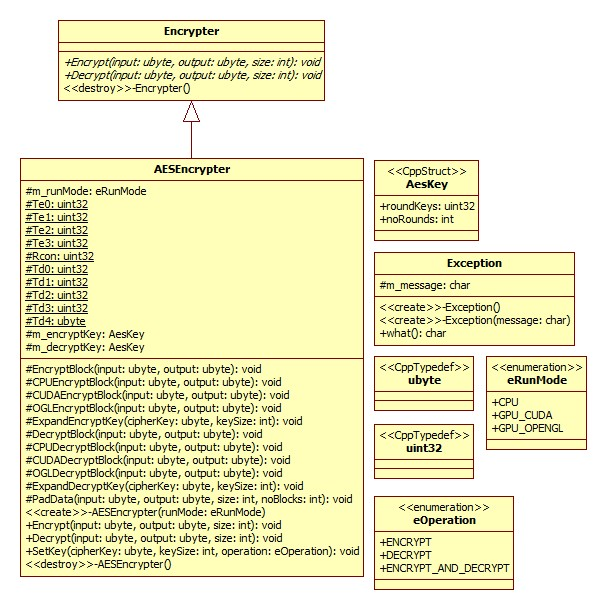 Encrypter
+Encrypt(input: ubyte, output: ubyte, size: int): void
+Decrypt(input: ubyte, output: ubyte, size: int): void
<<destroy>>-Encrypter()
AESEncrypter
#m_runMode: eRunMode
#Te0: uint32
#Te1: uint32
#Te2: uint32
#Te3: uint32
#Rcon: uint32
#Td0: uint32
#Td1: uint32
#Td2: uint32
#Td3: uint32
#Td4: ubyte
#m_encryptKey: AesKey
#m_decryptKey: AesKey
#EncryptBlock(input: ubyte, output: ubyte): void
#CPUEncryptBlock(input: ubyte, output: ubyte): void
#CUDAEncryptBlock(input: ubyte, output: ubyte): void
#OGLEncryptBlock(input: ubyte, output: ubyte): void
#ExpandEncryptKey(cipherKey: ubyte, keySize: int): void
#DecryptBlock(input: ubyte, output: ubyte): void
#CPUDecryptBlock(input: ubyte, output: ubyte): void
#CUDADecryptBlock(input: ubyte, output: ubyte): void
#OGLDecryptBlock(input: ubyte, output: ubyte): void
#ExpandDecryptKey(cipherKey: ubyte, keySize: int): void
#PadData(input: ubyte, output: ubyte, size: int, noBlocks: int): void
<<create>>-AESEncrypter(runMode: eRunMode)
+Encrypt(input: ubyte, output: ubyte, size: int): void
+Decrypt(input: ubyte, output: ubyte, size: int): void
+SetKey(cipherKey: ubyte, keySize: int, operation: eOperation): void
<<destroy>>-AESEncrypter()
<<CppStruct>>
AesKey
+roundKeys: uint32
+noRounds: int
Exception
#m_message: char
<<create>>-Exception()
<<create>>-Exception(message: char)
+what(): char
<<CppTypedef>>
ubyte
<<enumeration>>
eRunMode
+CPU
+GPU_CUDA
+GPU_OPENGL
<<CppTypedef>>
uint32
<<enumeration>>
eOperation
+ENCRYPT
+DECRYPT
+ENCRYPT_AND_DECRYPT